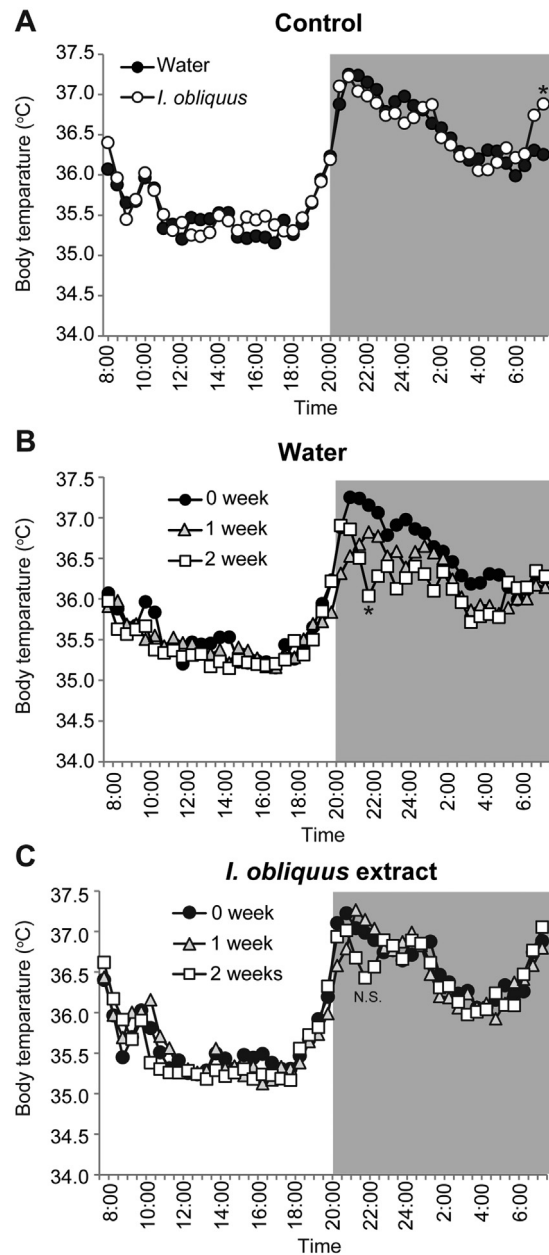 A
Control
Body temparature (°C)
37.5
37.0
36.5
36.0
35.5
35.0
34.5
34.0
Water
I. obliquus
*
8:00
10:00
12:00
14:00
16:00
18:00
20:00
22:00
24:00
2:00
4:00
6:00
Time
B
Water
Body temparature (°C)
37.5
37.0
36.5
36.0
35.5
35.0
34.5
34.0
0 week
1 week
2 week
*
8:00
10:00
12:00
14:00
16:00
18:00
20:00
22:00
24:00
2:00
4:00
6:00
Time
C
I. obliquus extract
Body temparature (°C)
37.5
37.0
36.5
36.0
35.5
35.0
34.5
34.0
0 week
1 week
2 weeks
N.S.
8:00
10:00
12:00
14:00
16:00
18:00
20:00
22:00
24:00
2:00
4:00
6:00
Time